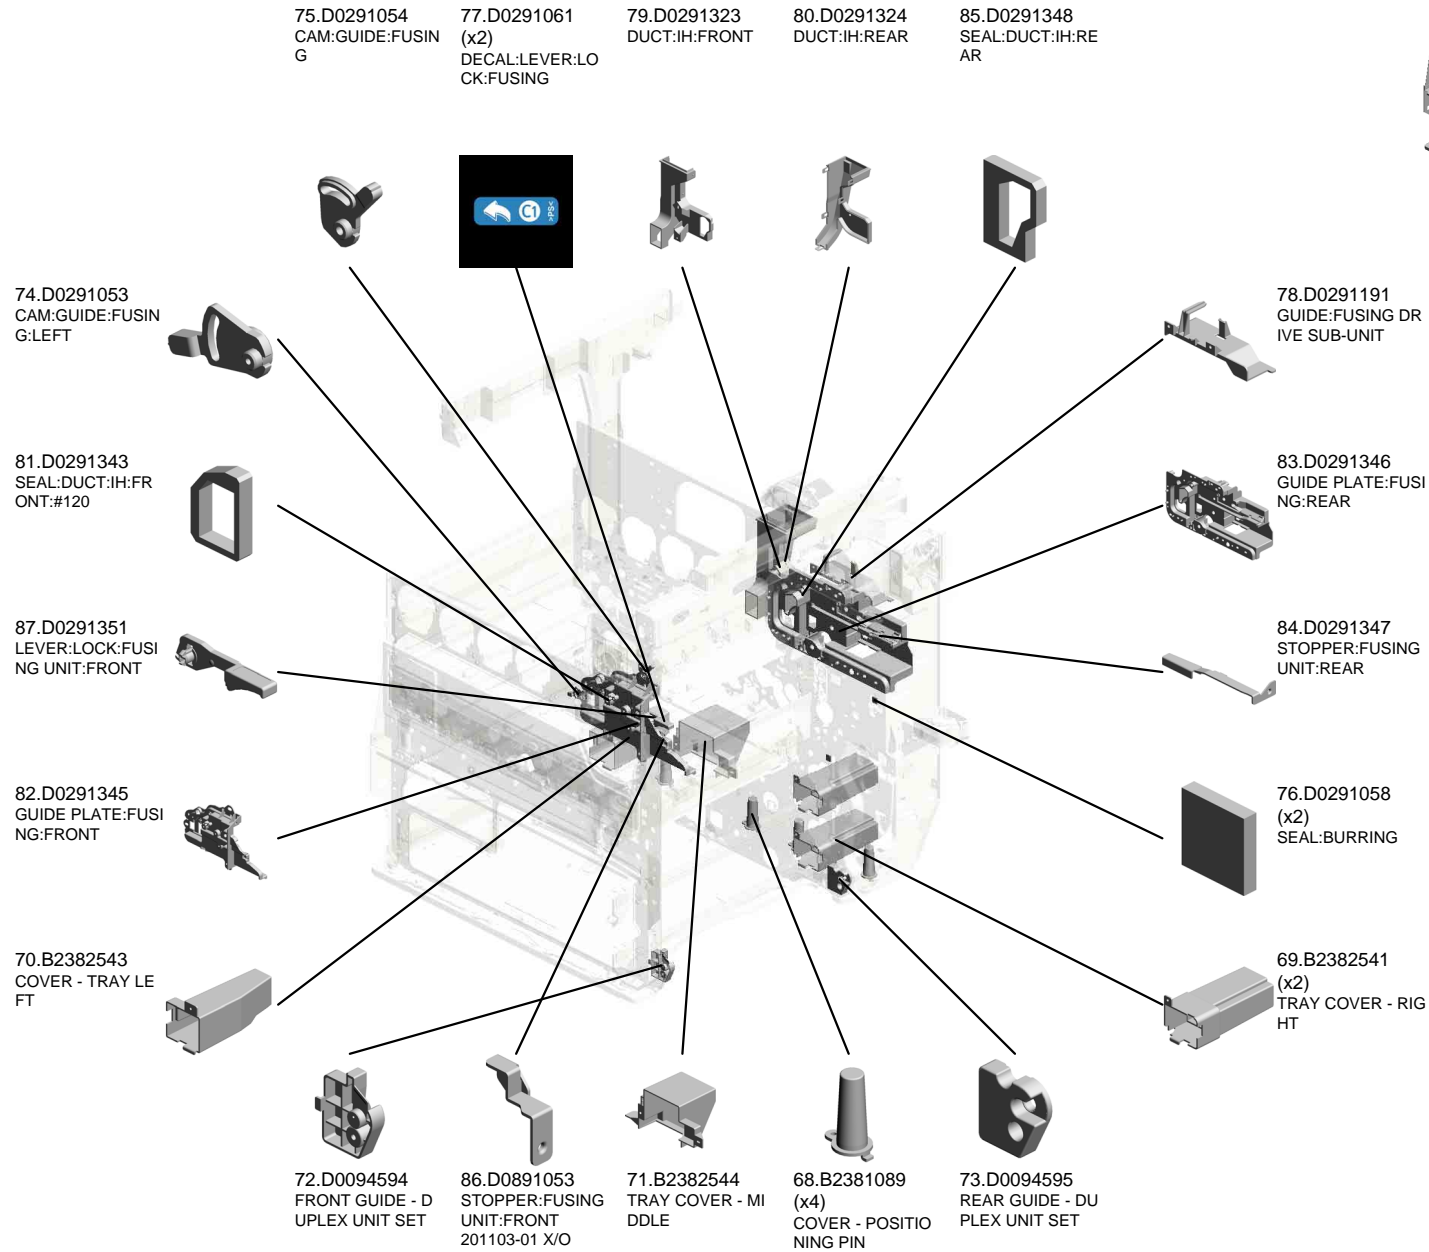 75.D0291054
CAM:GUIDE:FUSIN
G
77.D0291061
(x2)
DECAL:LEVER:LO
CK:FUSING
79.D0291323
DUCT:IH:FRONT
80.D0291324
DUCT:IH:REAR
85.D0291348
SEAL:DUCT:IH:RE
AR
C1
>PS<
74.D0291053
CAM:GUIDE:FUSIN
G:LEFT
78.D0291191
GUIDE:FUSING DR
IVE SUB-UNIT
81.D0291343
SEAL:DUCT:IH:FR
ONT:#120
83.D0291346
GUIDE PLATE:FUSI
NG:REAR
87.D0291351
LEVER:LOCK:FUSI
NG UNIT:FRONT
84.D0291347
STOPPER:FUSING
UNIT:REAR
82.D0291345
GUIDE PLATE:FUSI
NG:FRONT
76.D0291058
(x2)
SEAL:BURRING
70.B2382543
COVER - TRAY LE
FT
69.B2382541
(x2)
TRAY COVER - RIG
HT
72.D0094594
FRONT GUIDE - D
UPLEX UNIT SET
86.D0891053
STOPPER:FUSING
UNIT:FRONT
201103-01 X/O
71.B2382544
TRAY COVER - MI
DDLE
68.B2381089
(x4)
COVER - POSITIO
NING PIN
73.D0094595
REAR GUIDE - DU
PLEX UNIT SET